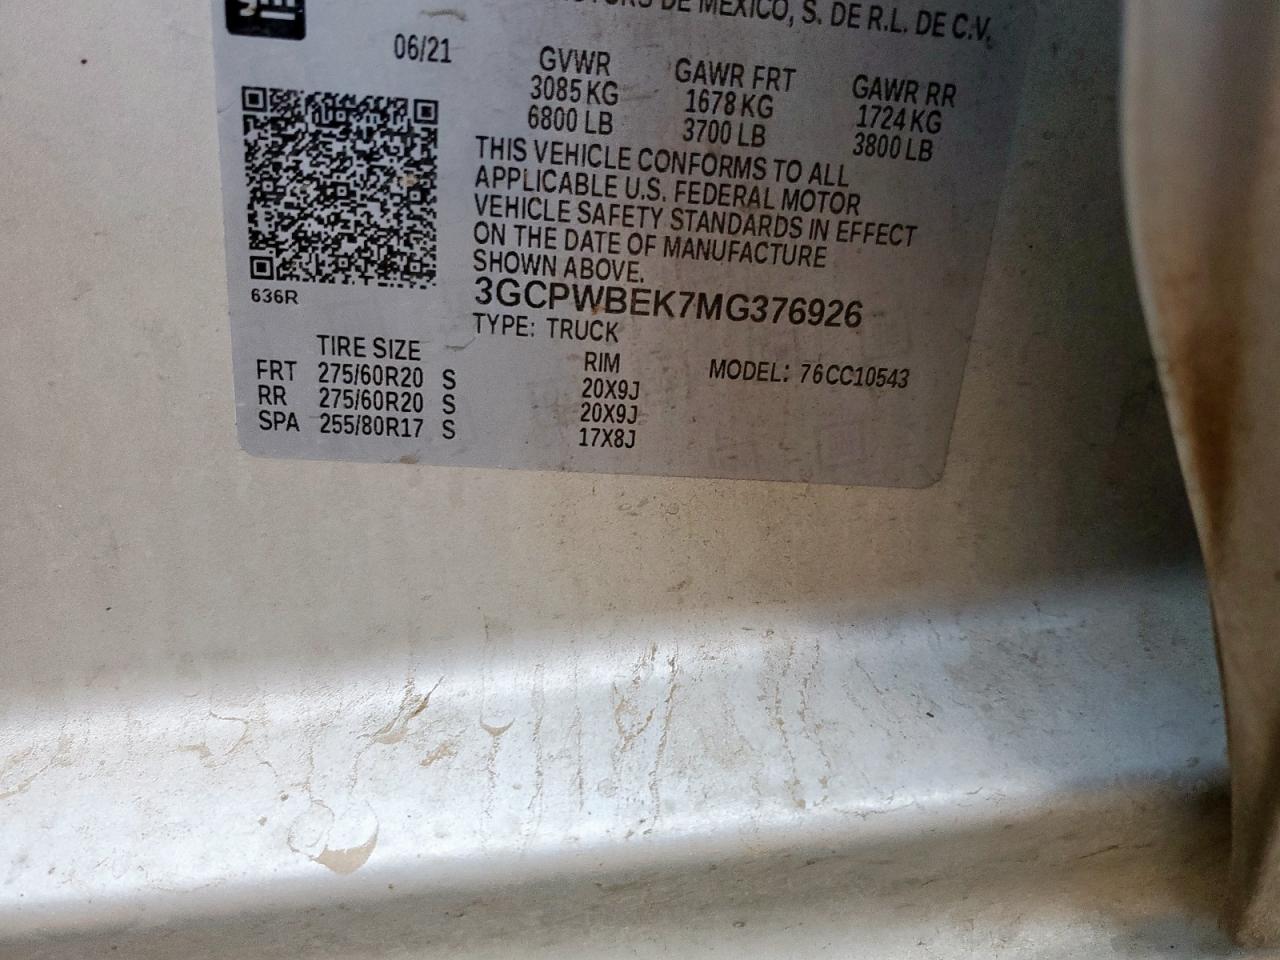 DE MEXICO, S. DE R.L. DE C.V.
06/21
GVWR GAWR FRT GAWR RR
3085 KG 1678 KG 1724 KG
6800 LB 3700 LB 3800 LB
THIS VEHICLE CONFORMS TO ALL
APPLICABLE U.S. FEDERAL MOTOR
VEHICLE SAFETY STANDARDS IN EFFECT
ON THE DATE OF MANUFACTURE
SHOWN ABOVE.
636R
3GCPWBEK7MG376926
TYPE: TRUCK
TIRE SIZE RIM MODEL: 76CC10543
FRT 275/60R20 S 20X9J
RR 275/60R20 S 20X9J
SPA 255/80R17 S 17X8J